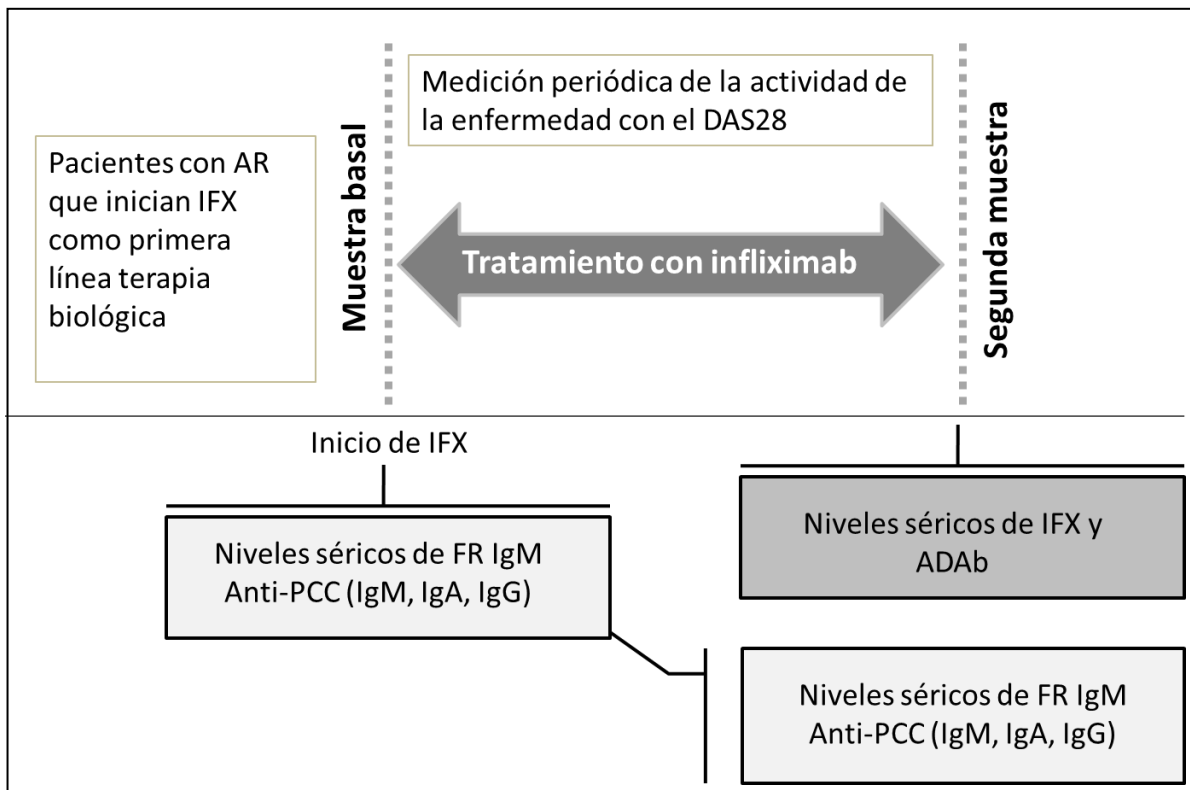 Pacientes con AR
que inician IFX
como primera
línea terapia
biológica
Muestra basal
Medición periódica de la actividad de
la enfermedad con el DAS28
Tratamiento con infliximab
Segunda muestra
Inicio de IFX
Niveles séricos de FR IgM
Anti-PCC (IgM, IgA, IgG)
Niveles séricos de IFX y
ADAb
Niveles séricos de FR IgM
Anti-PCC (IgM, IgA, IgG)